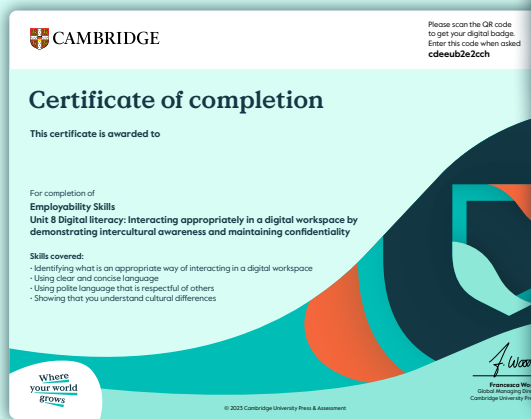 CAMBRIDGE
Please scan the QR code
to get your digital badge.
Enter this code when asked
cdeeub2e2cch
Certificate of completion
This certificate is awarded to
For completion of
Employability Skills
Unit 8 Digital literacy: Interacting appropriately in a digital workspace by
demonstrating intercultural awareness and maintaining confidentiality
Skills covered:
• Identifying what is an appropriate way of interacting in a digital workspace
• Using clear and concise language
• Using polite language that is respectful of others
• Showing that you understand cultural differences
Where
your world
grows
Francesca
Global Managing
Cambridge University
© 2023 Cambridge University Press & Assessment